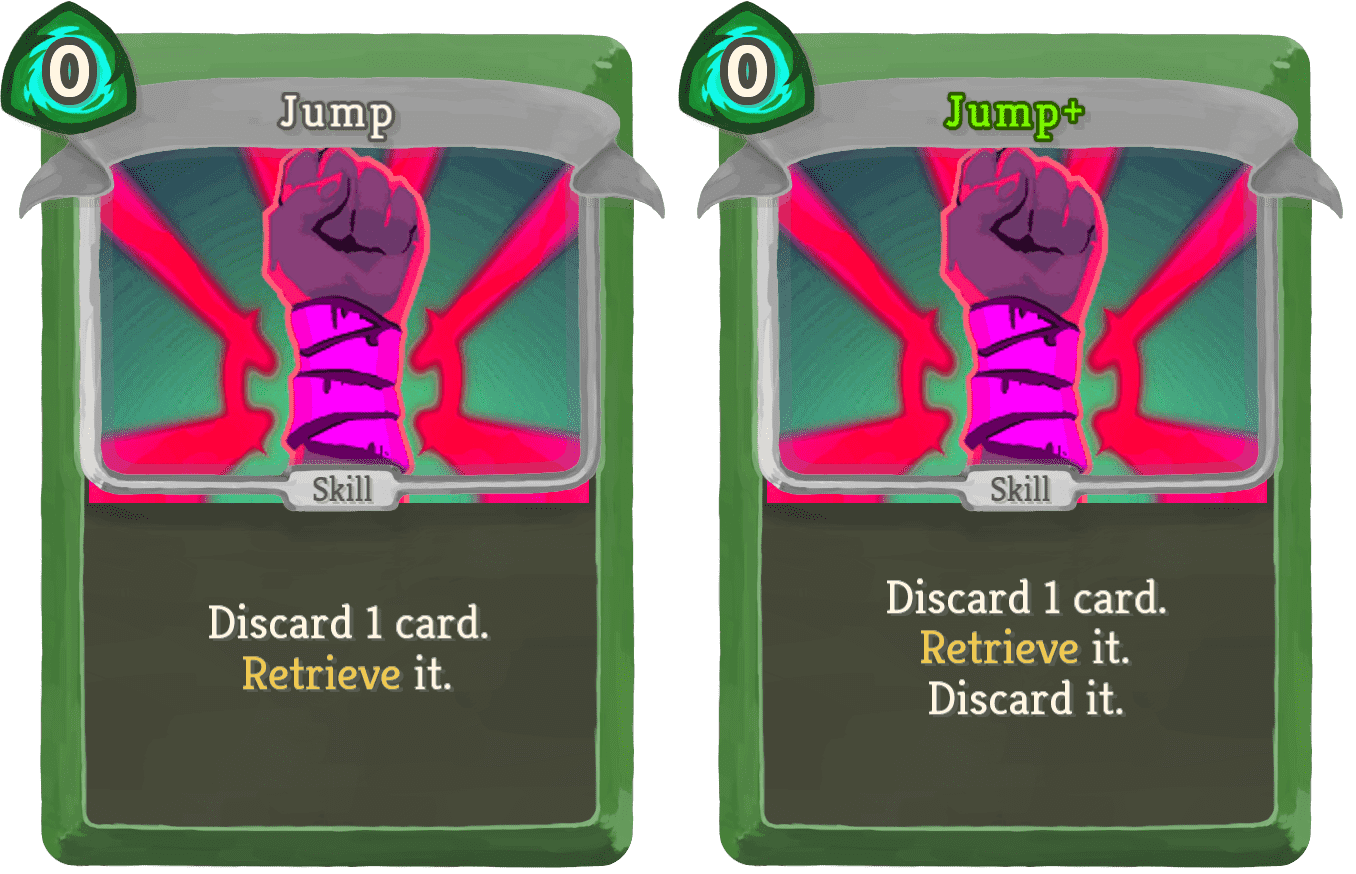 0
Jump
Skill
Discard 1 card.
Retrieve it.
0
Jump+
Skill
Discard 1 card.
Retrieve it.
Discard it.